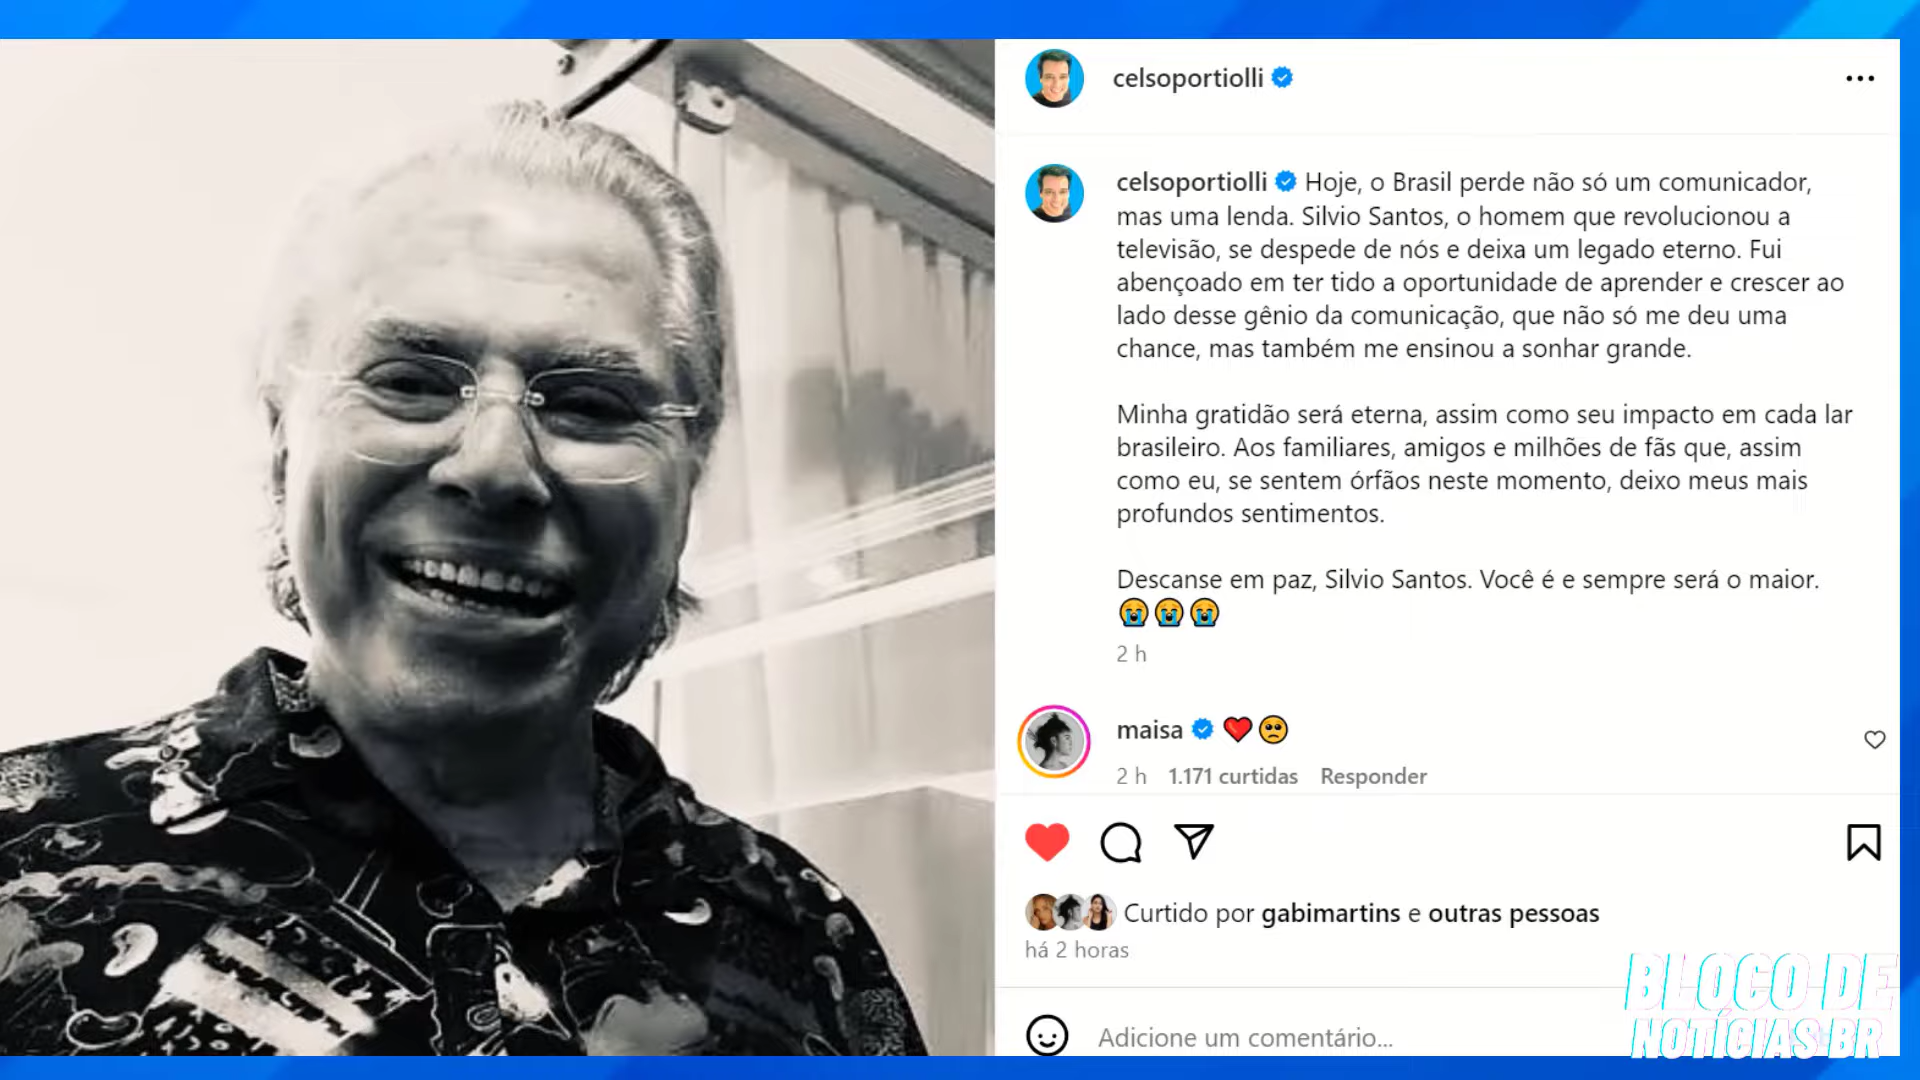 celsoportiolli
celsoportiolli Hoje, o Brasil perde não só um comunicador,
mas uma lenda. Silvio Santos, o homem que revolucionou a
televisão, se despede de nós e deixa um legado eterno. Fui
abençoado em ter tido a oportunidade de aprender e crescer ao
lado desse gênio da comunicação, que não só me deu uma
chance, mas também me ensinou a sonhar grande.
Minha gratidão será eterna, assim como seu impacto em cada lar
brasileiro. Aos familiares, amigos e milhões de fãs que, assim
como eu, se sentem órfãos neste momento, deixo meus mais
profundos sentimentos.
Descanse em paz, Silvio Santos. Você é e sempre será o maior.
😭😭😭
2 h
maisa ❤️🥺
2 h 1.171 curtidas Responder
Curtido por gabimartins e outras pessoas
há 2 horas
Adicione um comentário...
BLOCO DE
NOTÍCIAS BR